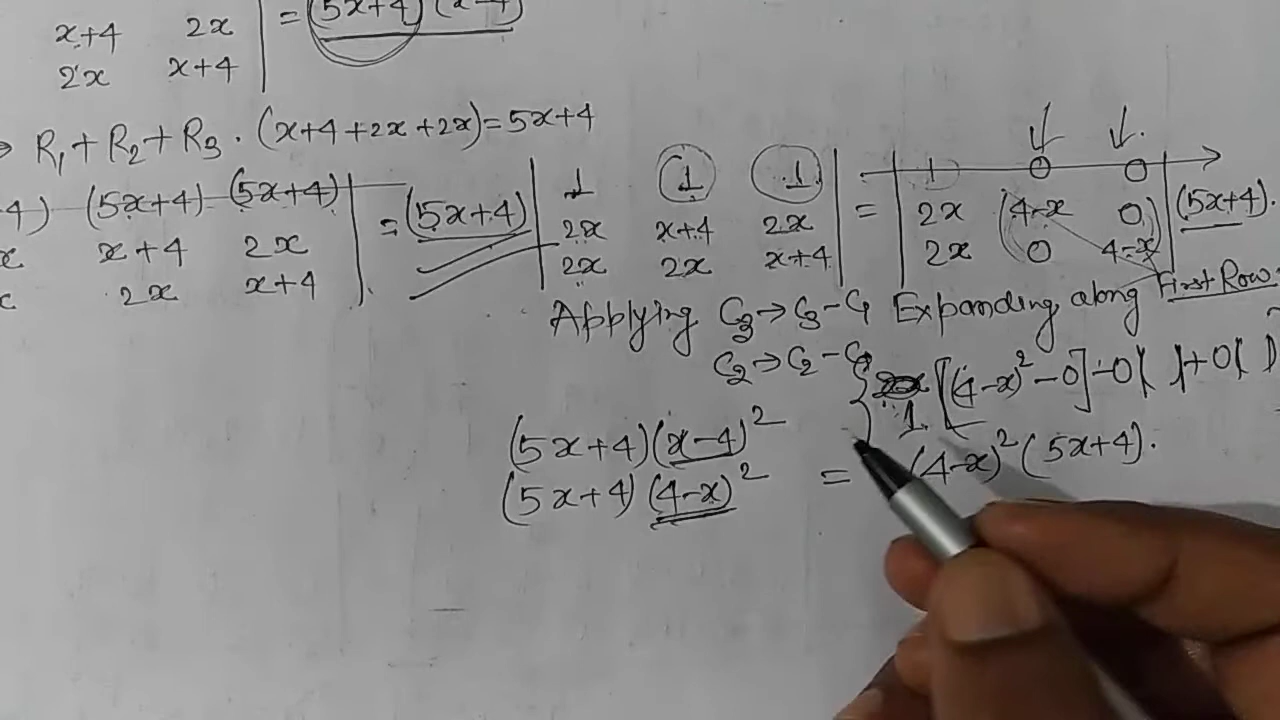 x+4 2x = (5x+4)(x-4)
2x x+4
R₁+R₂+R₃ · (x+4+2x+2x)=5x+4
4) (5x+4) (5x+4) | = (5x+4) | 1 1 1 | = | 1 0 0 | (5x+4).
x x+4 2x | 2x x+4 2x | 2x 4-x 0 |
x 2x x+4 | 2x 2x x+4 | 2x 0 4-x |
Applying C₃→C₃-C₁ Expanding along First Row
C₂→C₂-C₁ } 1. [(4-x)²-0]-0( )+0( )
(5x+4)(x-4)²
(5x+4)(4-x)² = (4-x)²(5x+4).